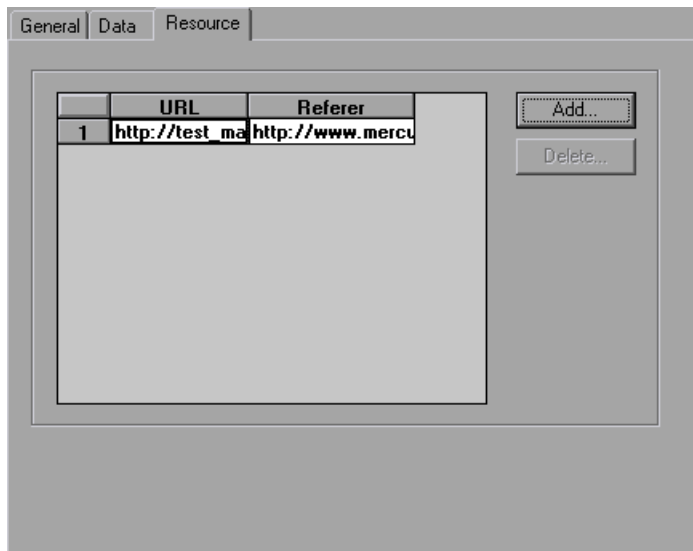 General Data Resource
URL Referer Add...
1 http://test_ma http://www.mercu
Delete...